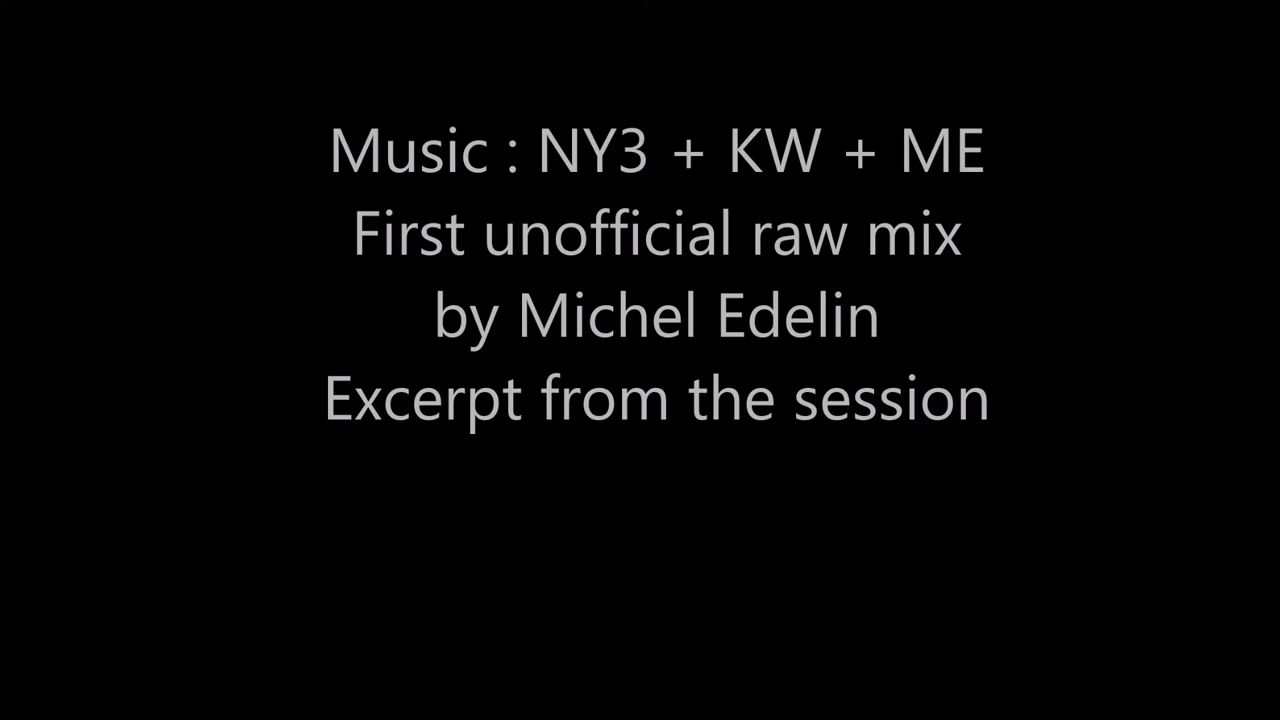 Music : NY3 + KW + ME
First unofficial raw mix
by Michel Edelin
Excerpt from the session